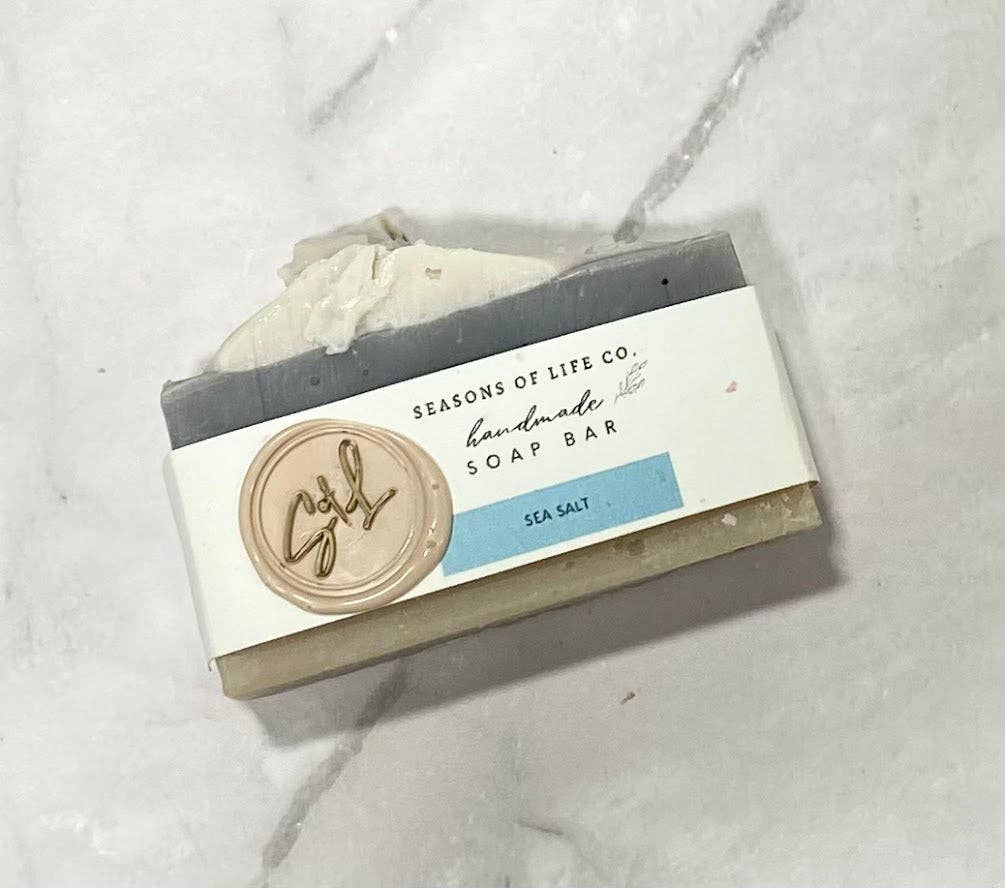 SEASONS OF LIFE CO.
handmade
SOAP BAR
SEA SALT
Sol